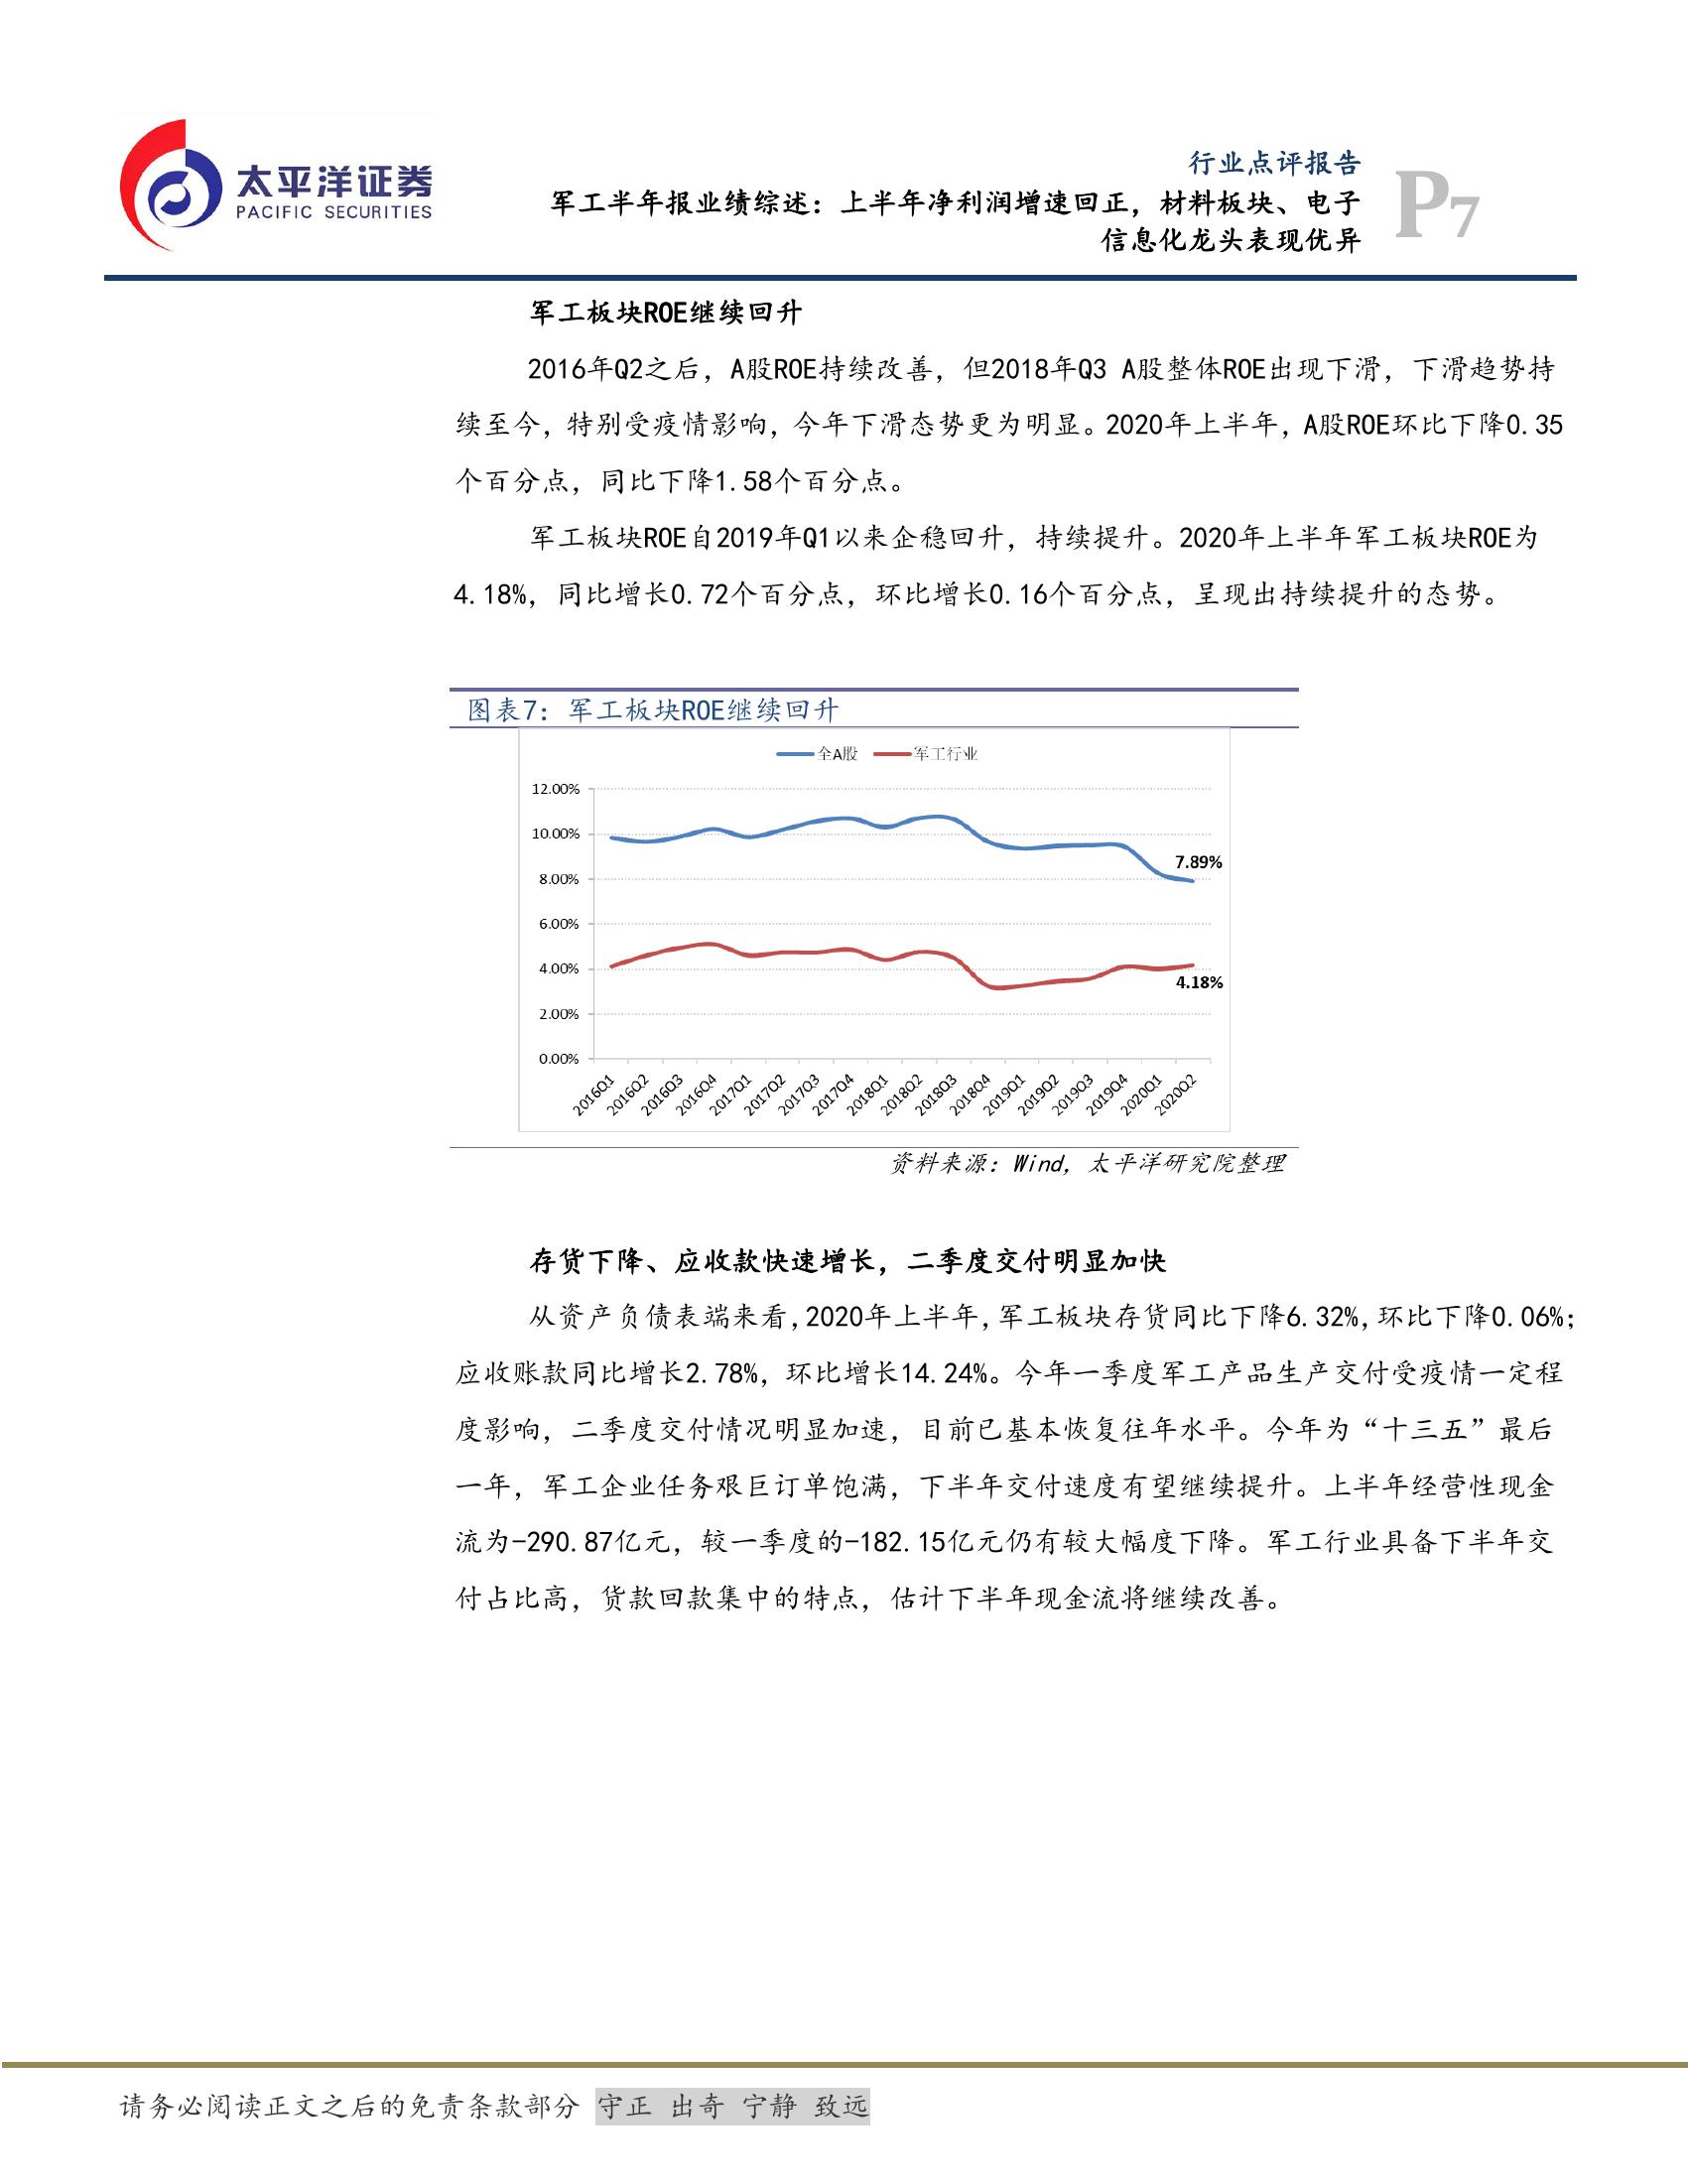 太平洋证券
PACIFIC SECURITIES
行业点评报告
军工半年报业绩综述：上半年净利润增速回正，材料板块、电子
信息化龙头表现优异
P7
军工板块ROE继续回升
2016年Q2之后，A股ROE持续改善，但2018年Q3 A股整体ROE出现下滑，下滑趋势持
续至今，特别受疫情影响，今年下滑态势更为明显。2020年上半年，A股ROE环比下降0.35
个百分点，同比下降1.58个百分点。
军工板块ROE自2019年Q1以来企稳回升，持续提升。2020年上半年军工板块ROE为
4.18%，同比增长0.72个百分点，环比增长0.16个百分点，呈现出持续提升的态势。
图表7：军工板块ROE继续回升
全A股 军工行业
12.00%
10.00%
8.00%
6.00%
4.00%
2.00%
0.00%
7.89%
4.18%
2016Q1 2016Q2 2016Q3 2016Q4 2017Q1 2017Q2 2017Q3 2017Q4 2018Q1 2018Q2 2018Q3 2018Q4 2019Q1 2019Q2 2019Q3 2019Q4 2020Q1 2020Q2
资料来源：Wind，太平洋研究院整理
存货下降、应收款快速增长，二季度交付明显加快
从资产负债表端来看，2020年上半年，军工板块存货同比下降6.32%，环比下降0.06%；
应收账款同比增长2.78%，环比增长14.24%。今年一季度军工产品生产交付受疫情一定程
度影响，二季度交付情况明显加速，目前已基本恢复往年水平。今年为“十三五”最后
一年，军工企业任务艰巨订单饱满，下半年交付速度有望继续提升。上半年经营性现金
流为-290.87亿元，较一季度的-182.15亿元仍有较大幅度下降。军工行业具备下半年交
付占比高，货款回款集中的特点，估计下半年现金流将继续改善。
请务必阅读正文之后的免责条款部分 守正 出奇 宁静 致远